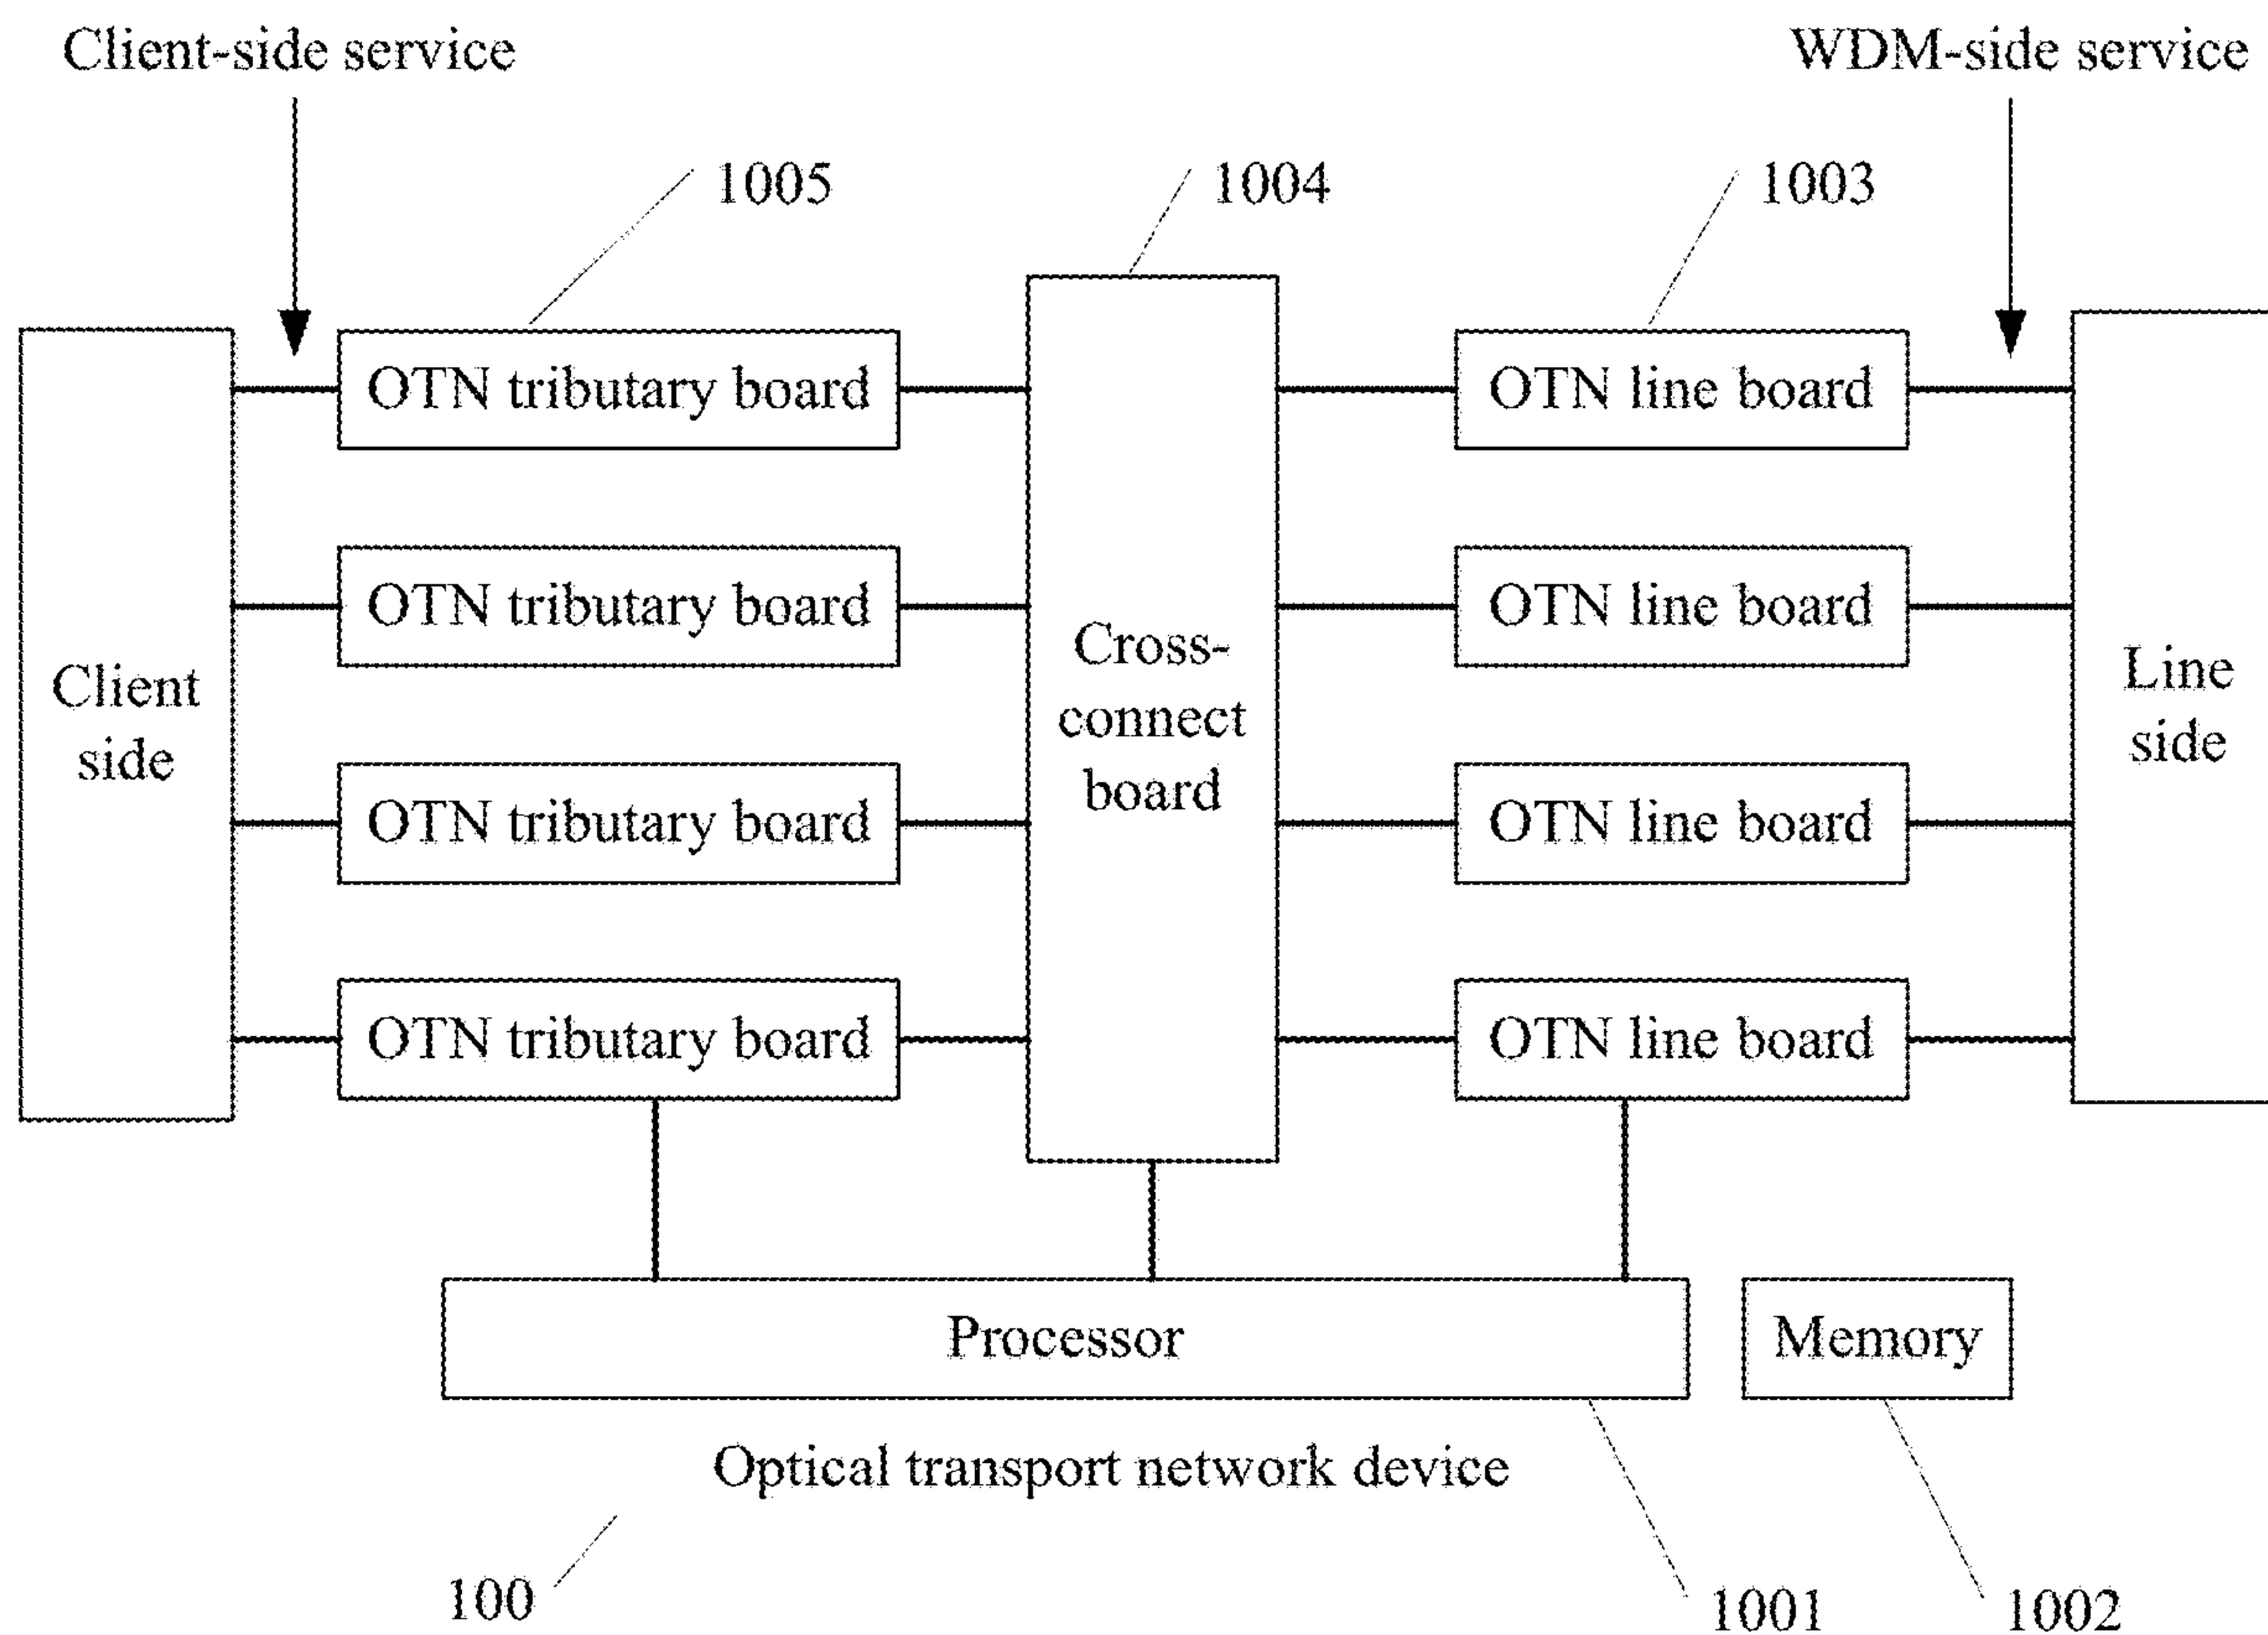 Client-side service
WDM-side service
1005
1004
1003
OTN tributary board
OTN line board
OTN tributary board
OTN line board
Client
side
Cross-
connect
board
Line
side
OTN tributary board
OTN line board
OTN tributary board
OTN line board
Processor
Memory
Optical transport network device
100
1001
1002